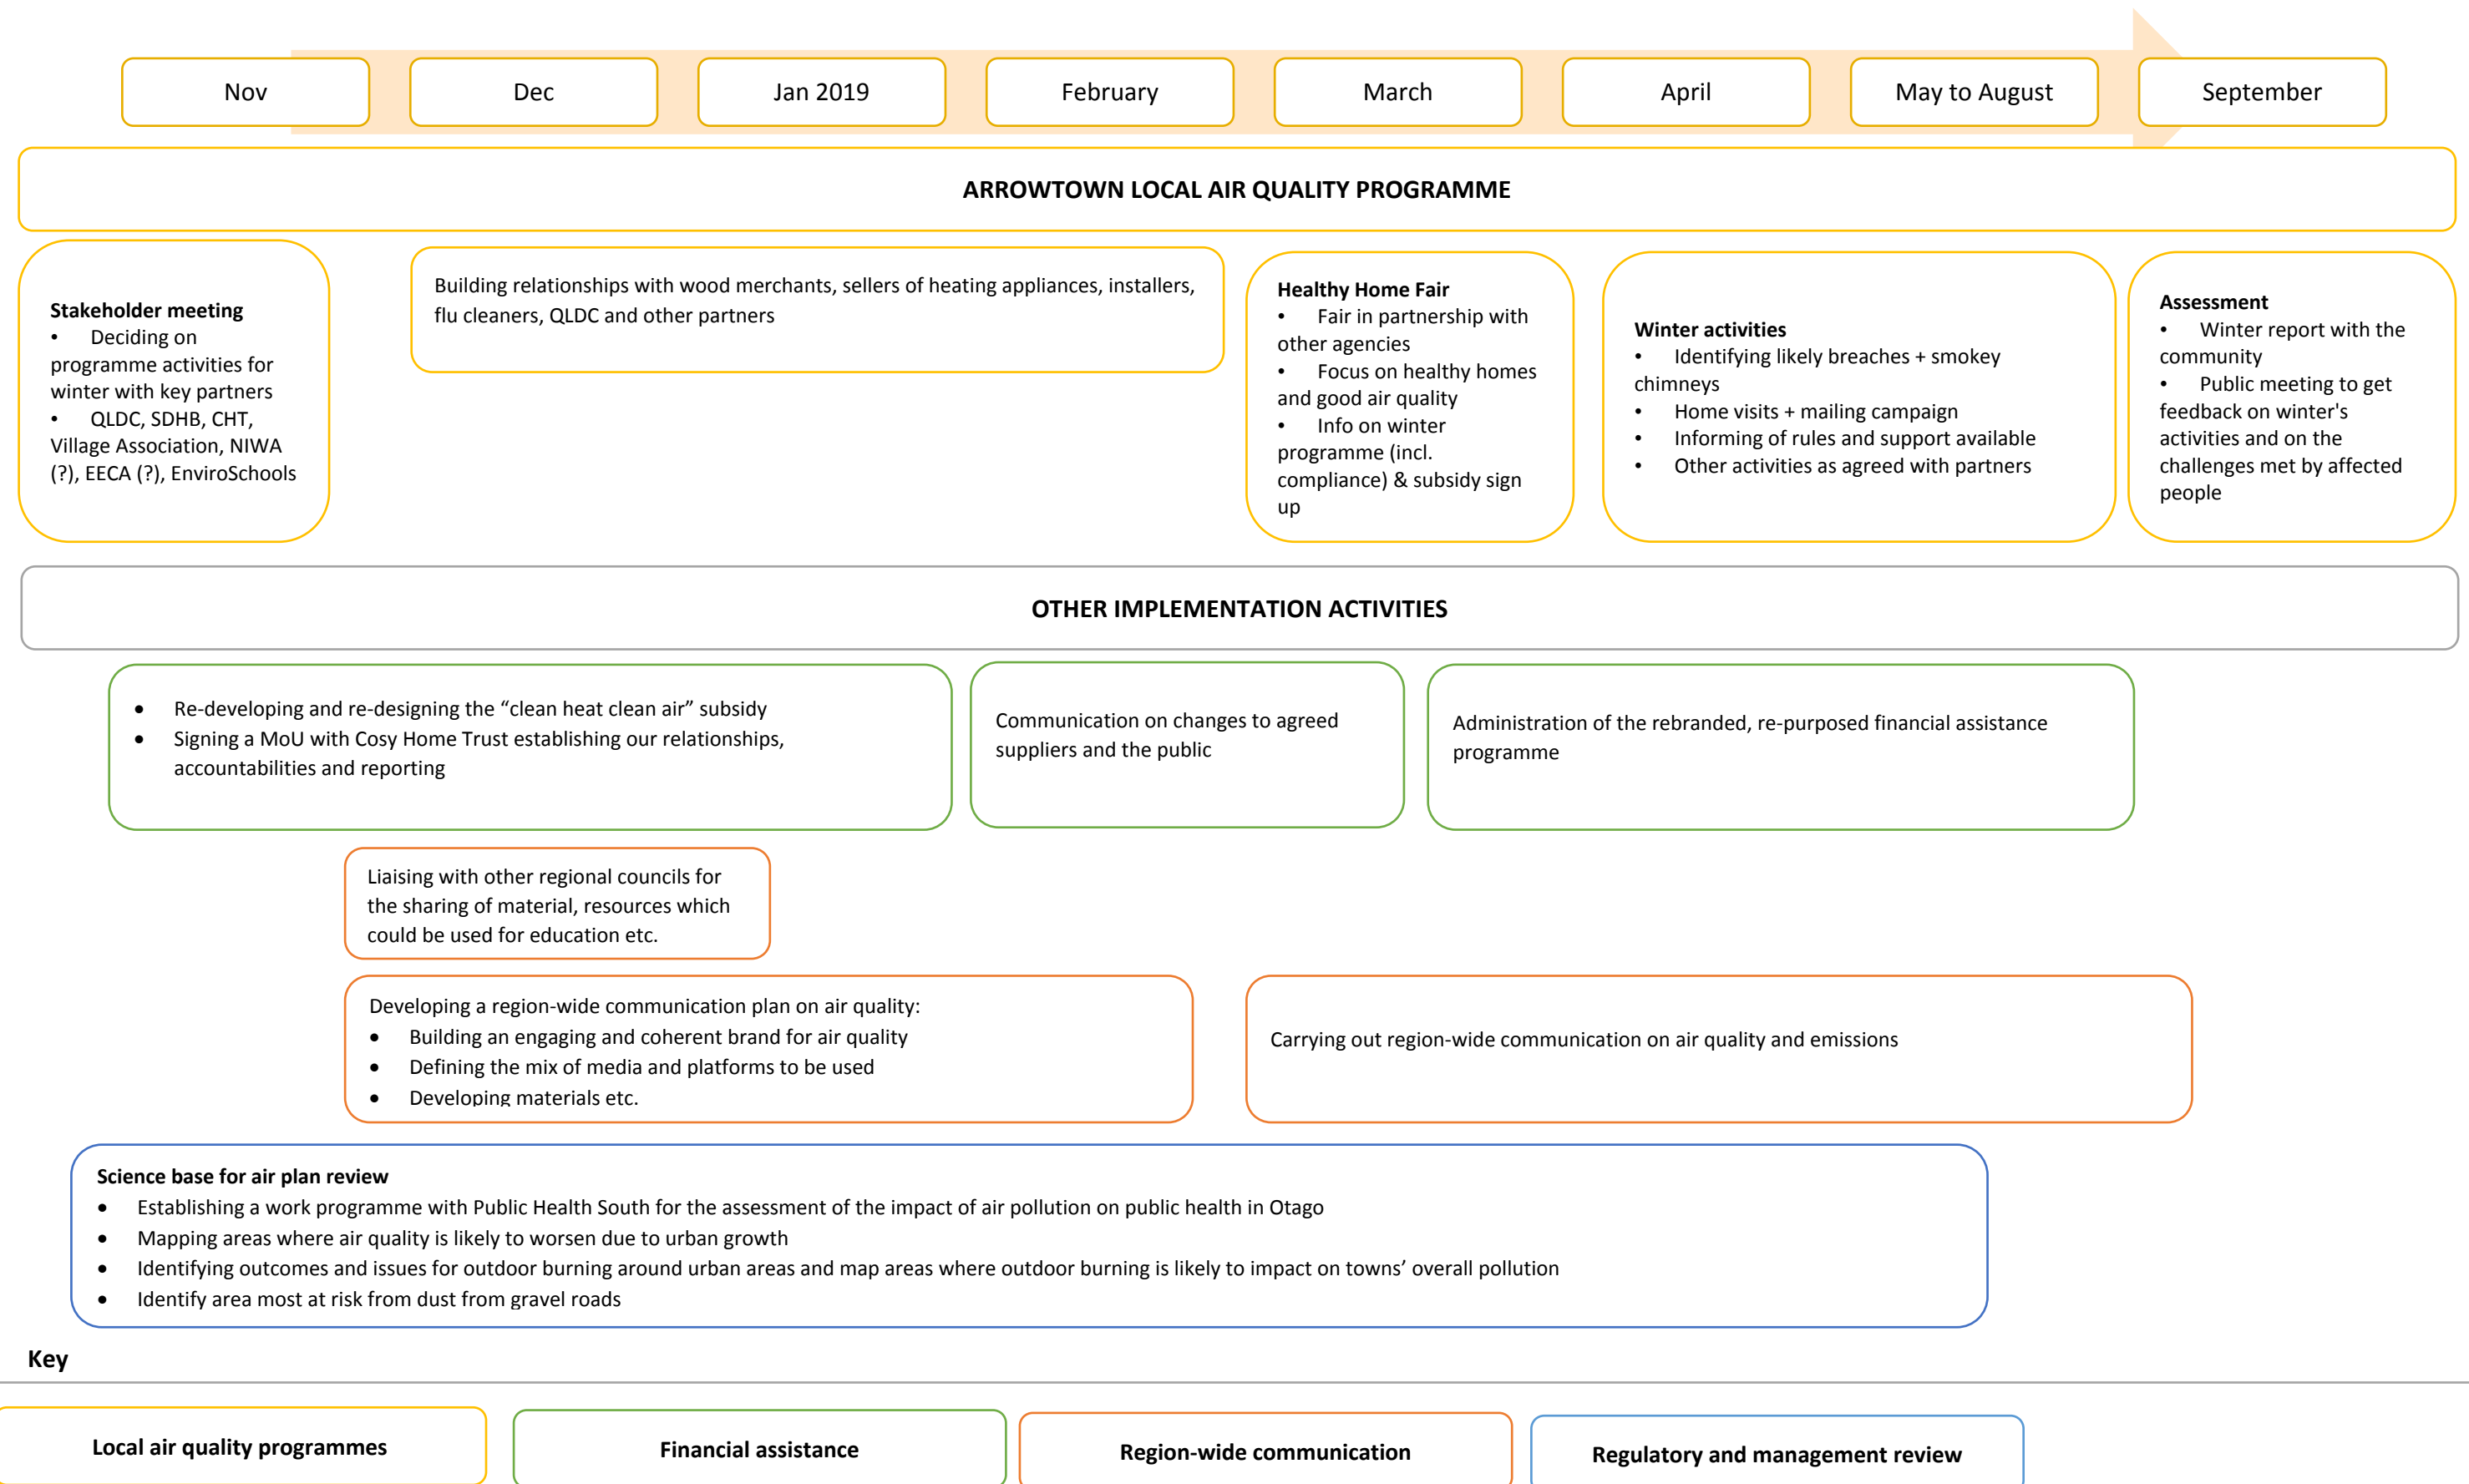 Nov
Dec
Jan 2019
February
March
April
May to August
September
ARROWTOWN LOCAL AIR QUALITY PROGRAMME
Stakeholder meeting
• Deciding on
programme activities for
winter with key partners
• QLDC, SDHB, CHT,
Village Association, NIWA
(?), EECA (?), EnviroSchools
Building relationships with wood merchants, sellers of heating appliances, installers,
flu cleaners, QLDC and other partners
Healthy Home Fair
• Fair in partnership with
other agencies
• Focus on healthy homes
and good air quality
• Info on winter
programme (incl.
compliance) & subsidy sign
up
Winter activities
• Identifying likely breaches + smokey
chimneys
• Home visits + mailing campaign
• Informing of rules and support available
• Other activities as agreed with partners
Assessment
• Winter report with the
community
• Public meeting to get
feedback on winter's
activities and on the
challenges met by affected
people
OTHER IMPLEMENTATION ACTIVITIES
• Re-developing and re-designing the “clean heat clean air” subsidy
• Signing a MoU with Cosy Home Trust establishing our relationships,
accountabilities and reporting
Communication on changes to agreed
suppliers and the public
Administration of the rebranded, re-purposed financial assistance
programme
Liaising with other regional councils for
the sharing of material, resources which
could be used for education etc.
Developing a region-wide communication plan on air quality:
• Building an engaging and coherent brand for air quality
• Defining the mix of media and platforms to be used
• Developing materials etc.
Carrying out region-wide communication on air quality and emissions
Science base for air plan review
• Establishing a work programme with Public Health South for the assessment of the impact of air pollution on public health in Otago
• Mapping areas where air quality is likely to worsen due to urban growth
• Identifying outcomes and issues for outdoor burning around urban areas and map areas where outdoor burning is likely to impact on towns’ overall pollution
• Identify area most at risk from dust from gravel roads
Key
Local air quality programmes
Financial assistance
Region-wide communication
Regulatory and management review